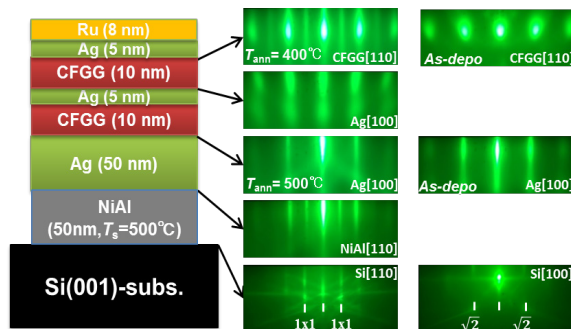 Ru (8 nm)
Ag (5 nm)
CFGG (10 nm)
Ag (5 nm)
CFGG (10 nm)
Ag (50 nm)
NiAl
(50nm, Ts=500℃)
Si(001)-subs.
Tann= 400℃ CFGG[110]
As-depo CFGG[110]
Ag[100]
Tann= 500℃ Ag[100]
As-depo Ag[100]
NiAl[110]
Si[110]
1x1 1x1
Si[100]
√2 √2